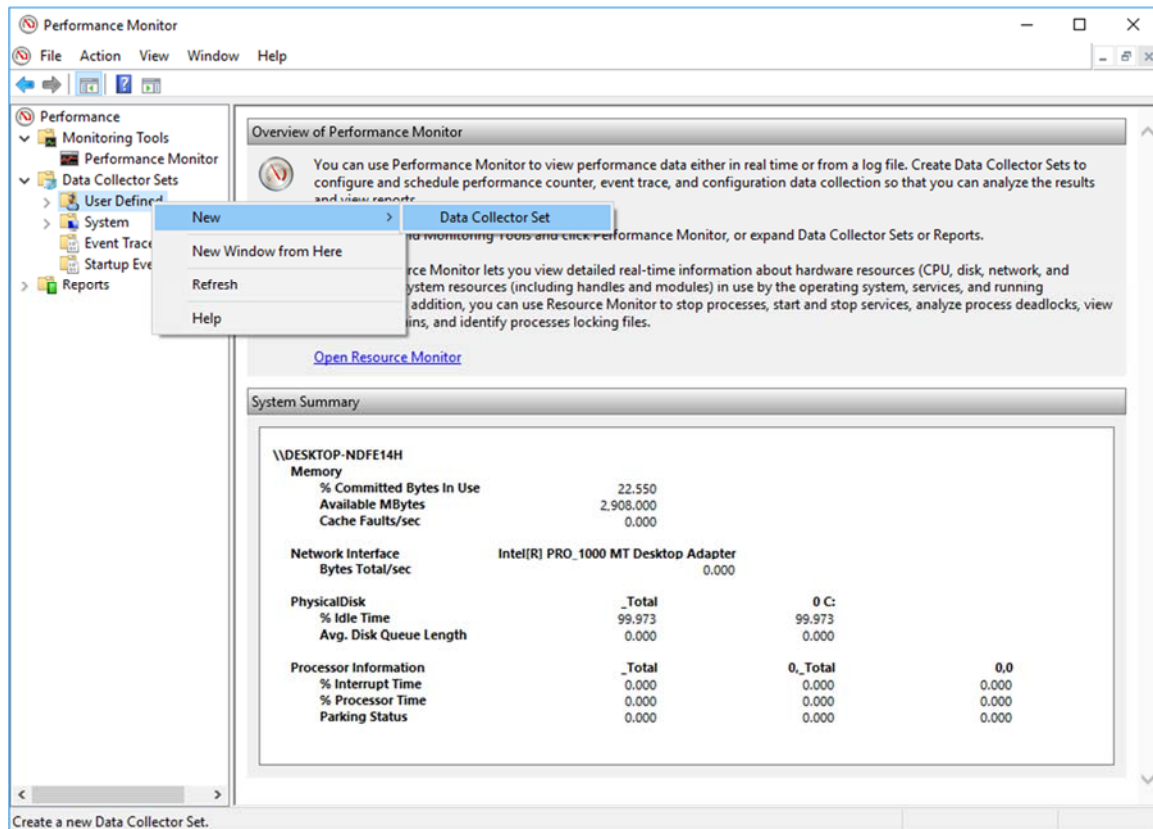 Performance Monitor
File Action View Window Help
Performance
Monitoring Tools
Performance Monitor
Data Collector Sets
User Defined
System
Event Trace
Startup Eve
Reports
New
Data Collector Set
New Window from Here
Refresh
Help
Overview of Performance Monitor
You can use Performance Monitor to view performance data either in real time or from a log file. Create Data Collector Sets to
configure and schedule performance counter, event trace, and configuration data collection so that you can analyze the results
and view reports.
Monitoring Tools and click Performance Monitor, or expand Data Collector Sets or Reports.
rce Monitor lets you view detailed real-time information about hardware resources (CPU, disk, network, and
ystem resources (including handles and modules) in use by the operating system, services, and running
addition, you can use Resource Monitor to stop processes, start and stop services, analyze process deadlocks, view
ins, and identify processes locking files.
Open Resource Monitor
System Summary
\\DESKTOP-NDFE14H
Memory
% Committed Bytes In Use 22.550
Available MBytes 2,908.000
Cache Faults/sec 0.000
Network Interface Intel[R] PRO_1000 MT Desktop Adapter
Bytes Total/sec 0.000
PhysicalDisk _Total 0 C:
% Idle Time 99.973 99.973
Avg. Disk Queue Length 0.000 0.000
Processor Information _Total 0,_Total 0,0
% Interrupt Time 0.000 0.000 0.000
% Processor Time 0.000 0.000 0.000
Parking Status 0.000 0.000 0.000
Create a new Data Collector Set.